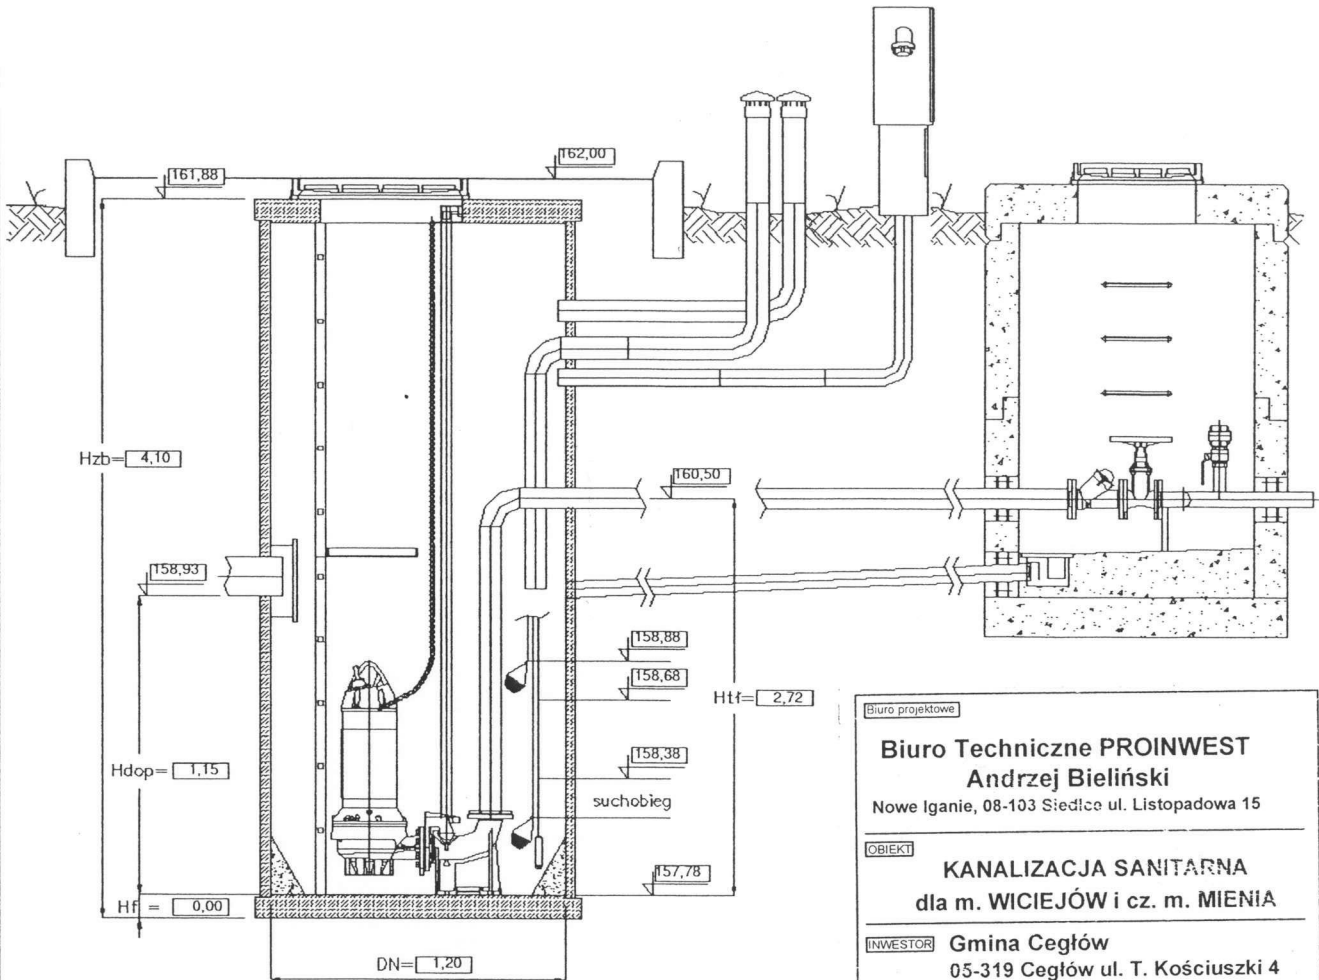 162,00
161,88
Hzb= 4,10
160,50
158,93
158,88
158,68
Htł= 2,72
158,38
Hdop= 1,15
suchobieg
157,78
Hf = 0,00
DN= 1,20
Biuro projektowe
Biuro Techniczne PROINWEST
Andrzej Bieliński
Nowe Iganie, 08-103 Siedlce ul. Listopadowa 15
OBIEKT
KANALIZACJA SANITARNA
dla m. WICIEJÓW i cz. m. MIENIA
INWESTOR Gmina Cegłów
05-319 Cegłów ul. T. Kościuszki 4